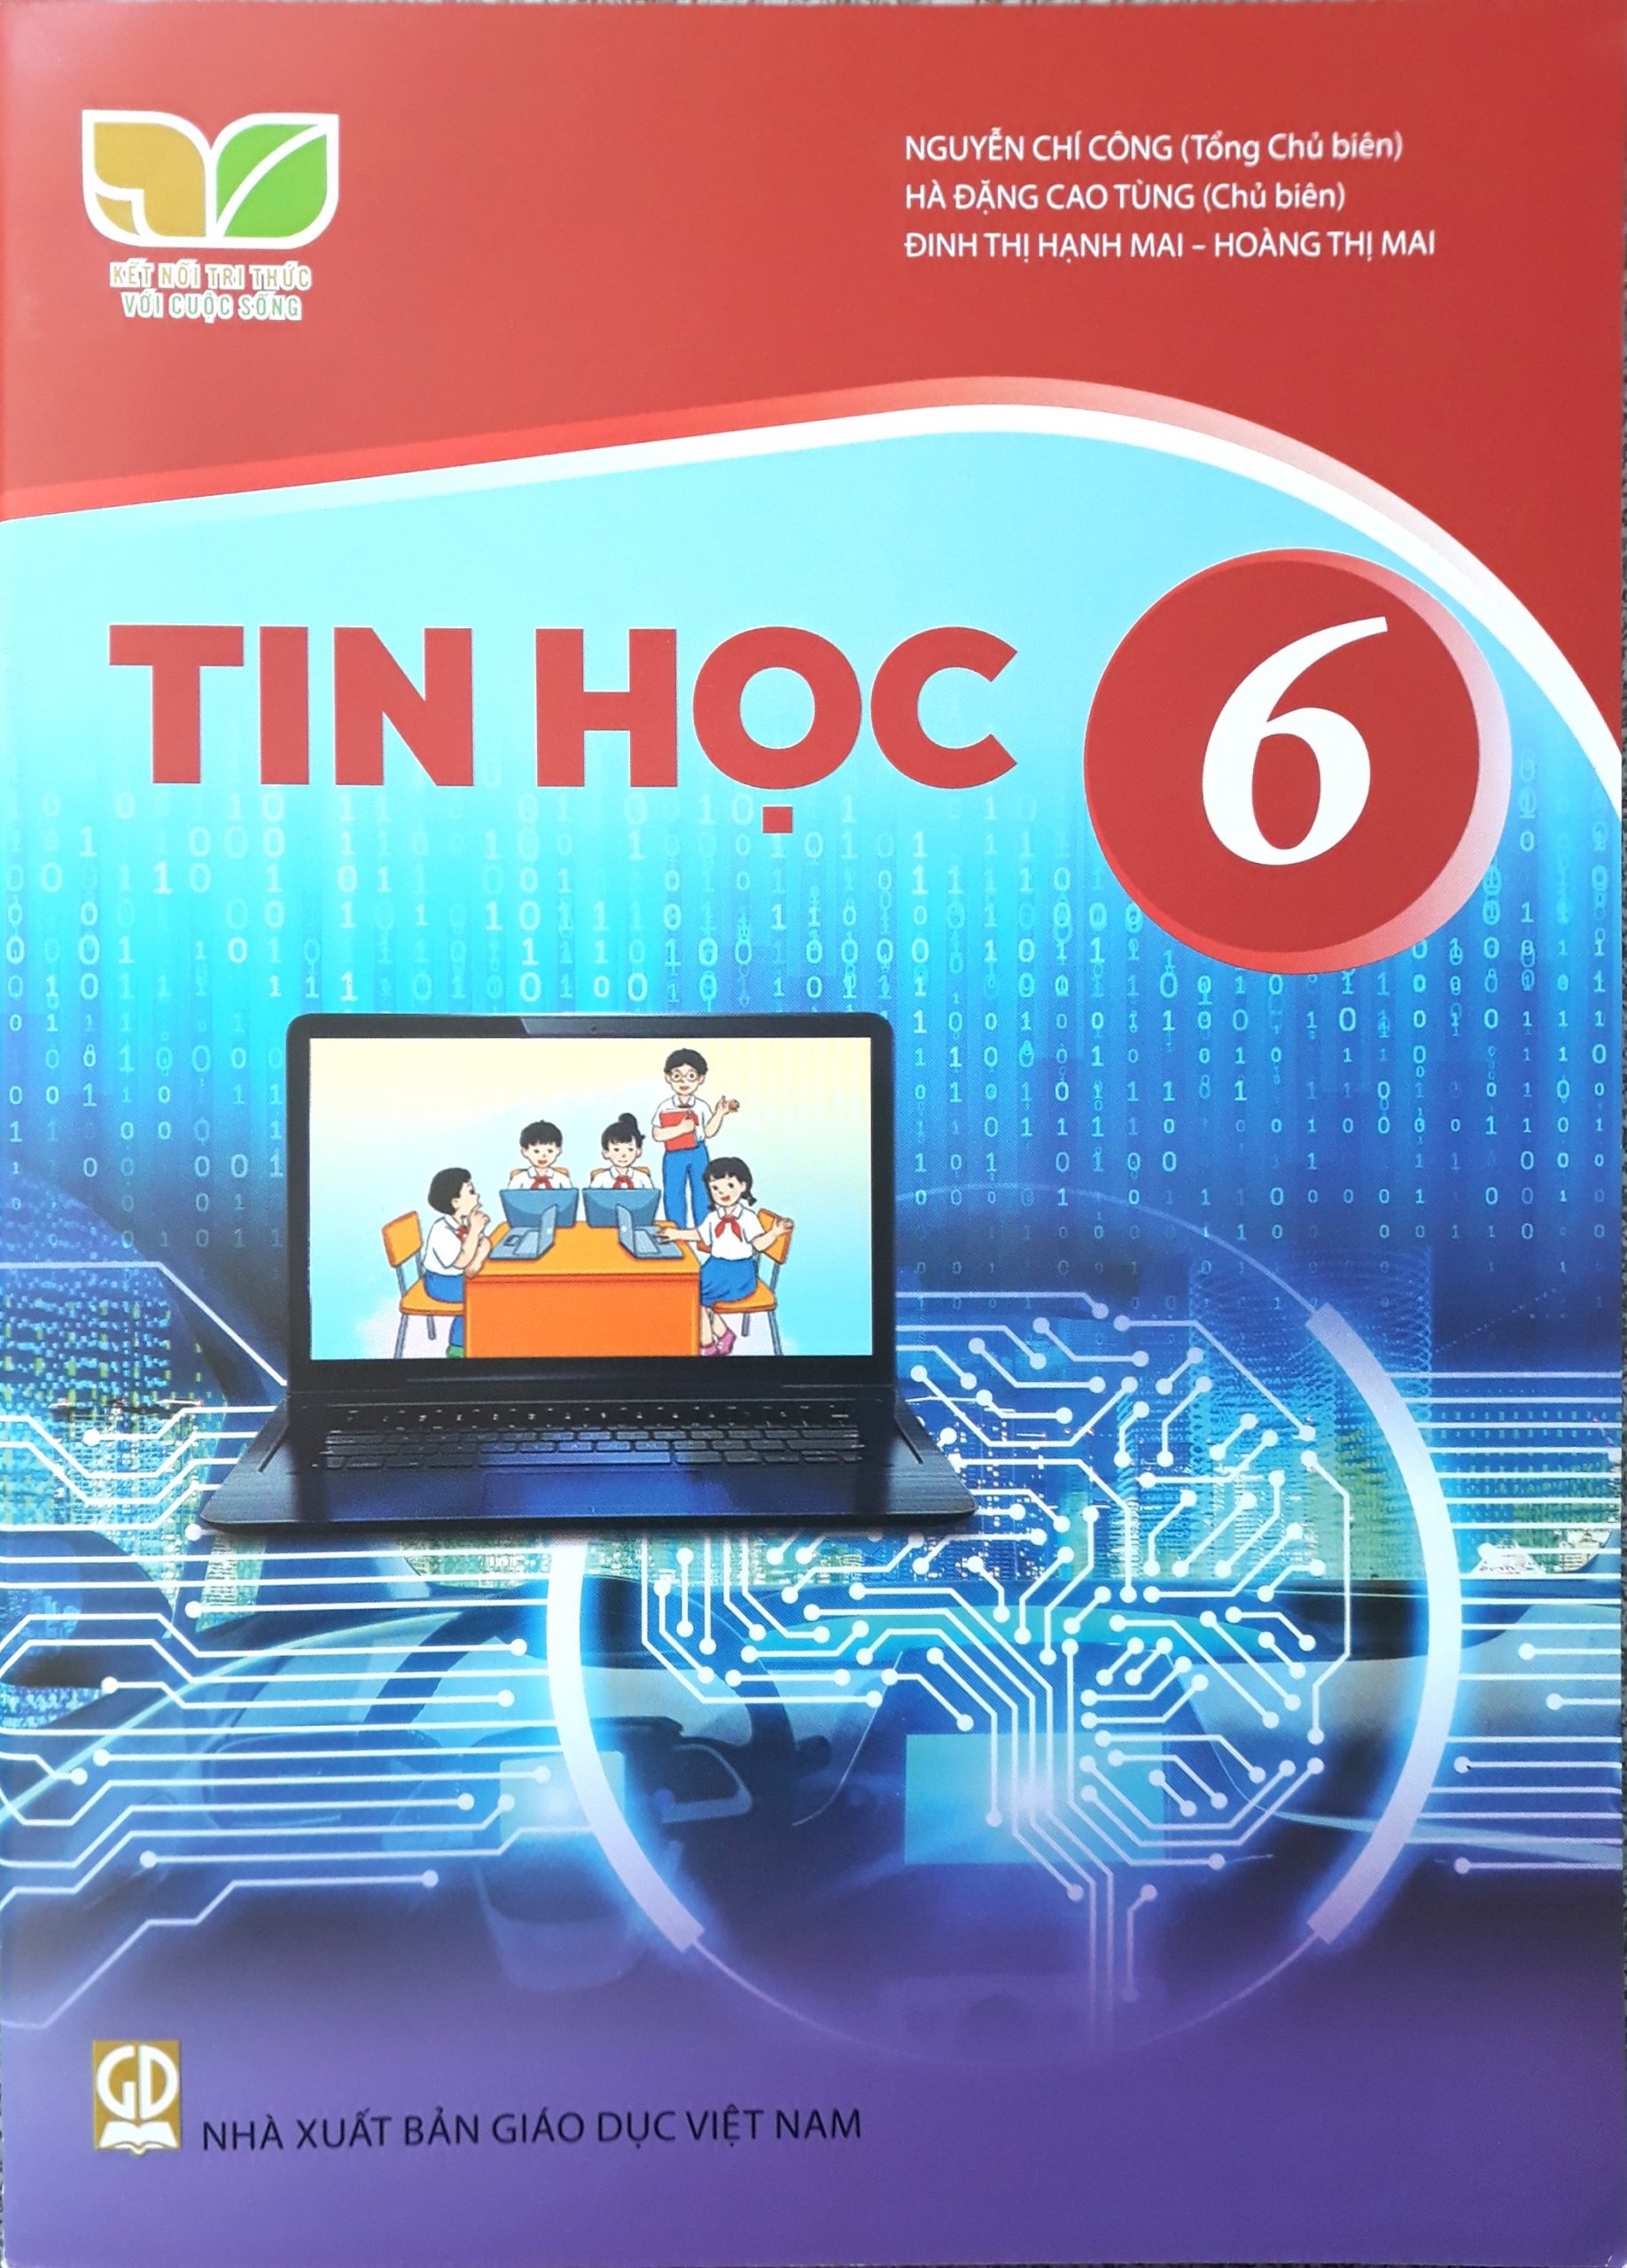 KẾT NỐI TRI THỨC
VỚI CUỘC SỐNG
NGUYỄN CHÍ CÔNG (Tổng Chủ biên)
HÀ ĐẶNG CAO TÙNG (Chủ biên)
ĐINH THỊ HẠNH MAI – HOÀNG THỊ MAI
TIN HỌC 6
GD
NHÀ XUẤT BẢN GIÁO DỤC VIỆT NAM